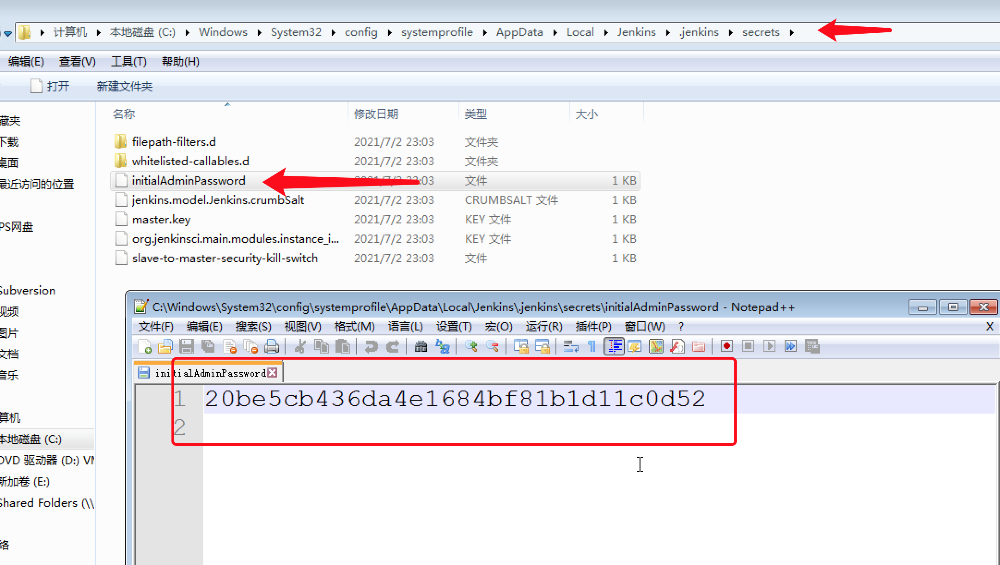 计算机 本地磁盘 (C:) Windows System32 config systemprofile AppData Local Jenkins .jenkins secrets
编辑(E) 查看(V) 工具(T) 帮助(H)
打开 新建文件夹
名称 修改日期 类型 大小
藏夹
下载
桌面
最近访问的位置
PS网盘
Subversion
视频
图片
文档
音乐
算机
本地磁盘 (C:)
DVD 驱动器 (D:) VM
新加卷 (E:)
Shared Folders (\\
络
filepath-filters.d 2021/7/2 23:03 文件夹
whitelisted-callables.d 2021/7/2 23:03 文件夹
initialAdminPassword 2021/7/2 23:03 文件 1 KB
jenkins.model.Jenkins.crumbSalt 2021/7/2 23:03 CRUMBSALT 文件 1 KB
master.key 2021/7/2 23:03 KEY 文件 1 KB
org.jenkinsci.main.modules.instance_i... 2021/7/2 23:03 KEY 文件 1 KB
slave-to-master-security-kill-switch 2021/7/2 23:03 文件 1 KB
C:\Windows\System32\config\systemprofile\AppData\Local\Jenkins\.jenkins\secrets\initialAdminPassword - Notepad++
文件(F) 编辑(E) 搜索(S) 视图(V) 格式(M) 语言(L) 设置(T) 宏(O) 运行(R) 插件(P) 窗口(W) ? X
initialAdminPassword
1 20be5cb436da4e1684bf81b1d11c0d52
2